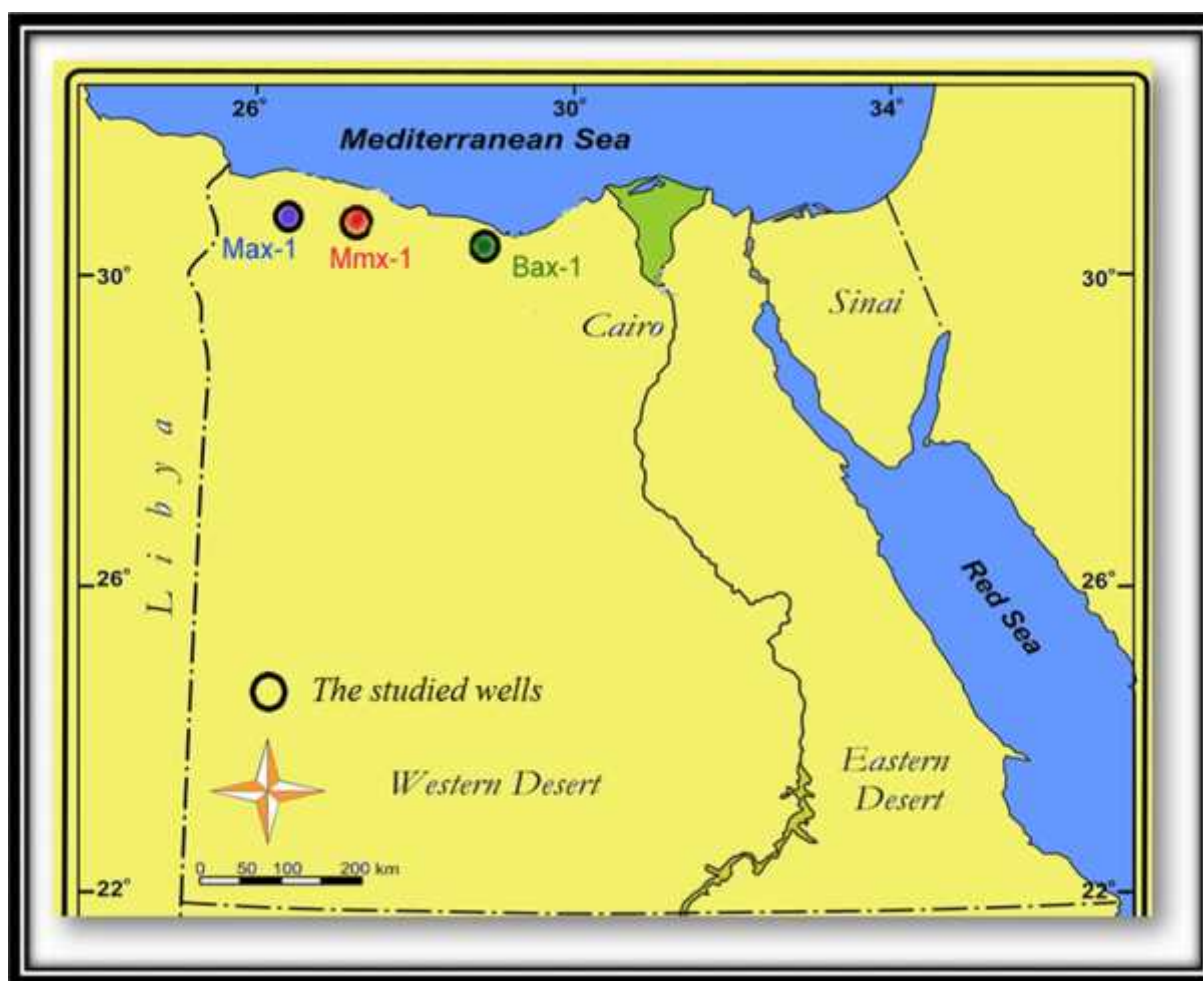 26°
30°
34°
Mediterranean Sea
Max-1
Mmx-1
Bax-1
30°
30°
Cairo
Sinai
Libya
26°
26°
Red Sea
The studied wells
Western Desert
Eastern
Desert
0 50 100 200 km
22°
22°